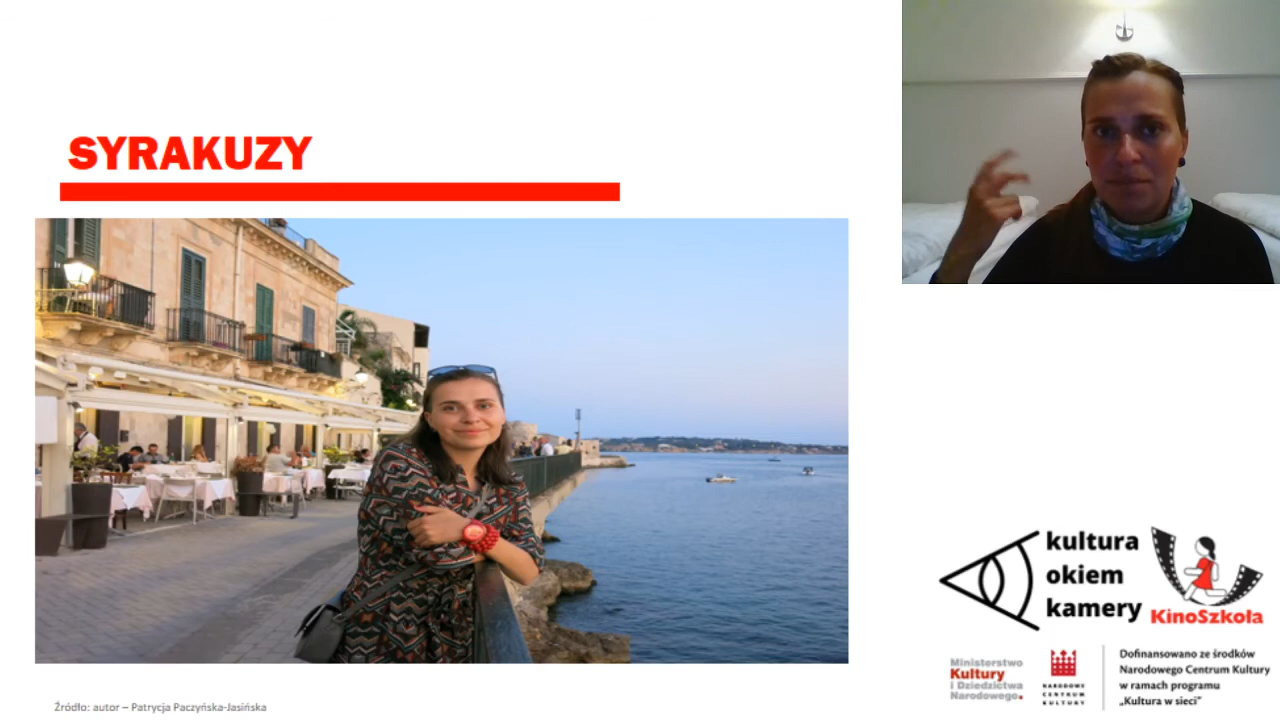 SYRAKUZY
kultura
okiem
kamery
KinoSzkoła
Ministerstwo
Kultury
i Dziedzictwa
Narodowego.
NARODOWE
CENTRUM
KULTURY
Dofinansowano ze środków
Narodowego Centrum Kultury
w ramach programu
„Kultura w sieci”
Źródło: autor – Patrycja Paczyńska-Jasińska